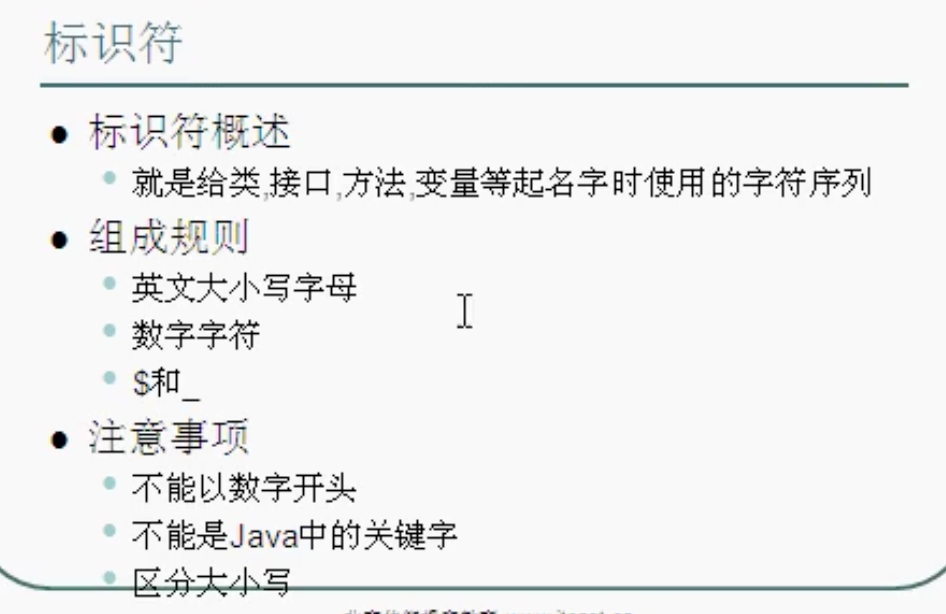 标识符
标识符概述
就是给类,接口,方法,变量等起名字时使用的字符序列
组成规则
英文大小写字母
数字字符
$和_
注意事项
不能以数字开头
不能是Java中的关键字
区分大小写